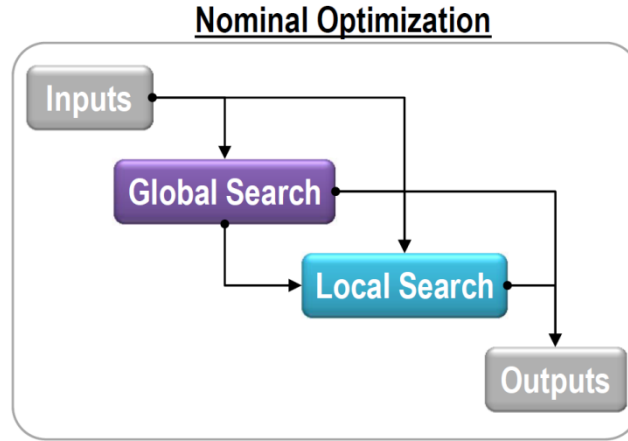 Nominal Optimization
Inputs
Global Search
Local Search
Outputs